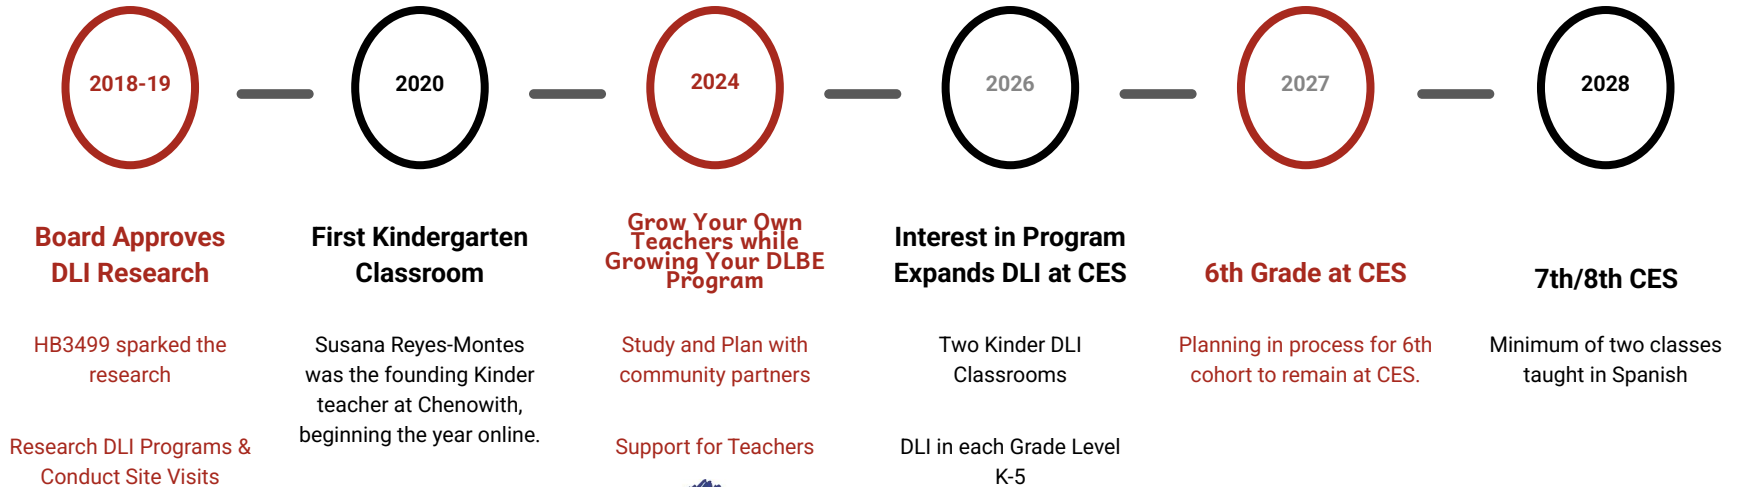 2018-19
2020
2024
2026
2027
2028
Board Approves
DLI Research
First Kindergarten
Classroom
Grow Your Own
Teachers while
Growing Your DLBE
Program
Interest in Program
Expands DLI at CES
6th Grade at CES
7th/8th CES
HB3499 sparked the
research
Research DLI Programs &
Conduct Site Visits
Susana Reyes-Montes
was the founding Kinder
teacher at Chenowith,
beginning the year online.
Study and Plan with
community partners
Support for Teachers
Two Kinder DLI
Classrooms
DLI in each Grade Level
K-5
Planning in process for 6th
cohort to remain at CES.
Minimum of two classes
taught in Spanish